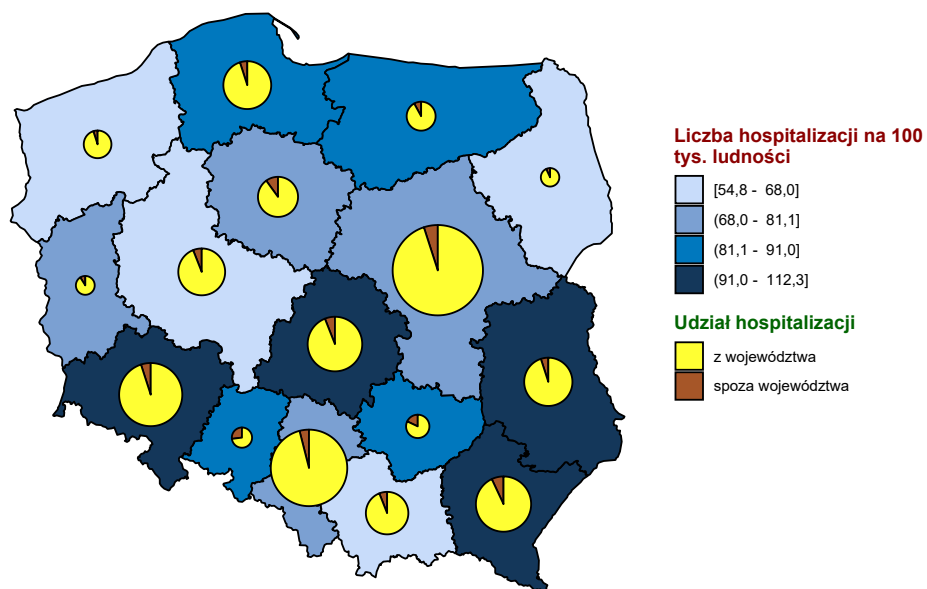 Liczba hospitalizacji na 100
tys. ludności
[54,8 - 68,0]
(68,0 - 81,1]
(81,1 - 91,0]
(91,0 - 112,3]
Udział hospitalizacji
z województwa
spoza województwa